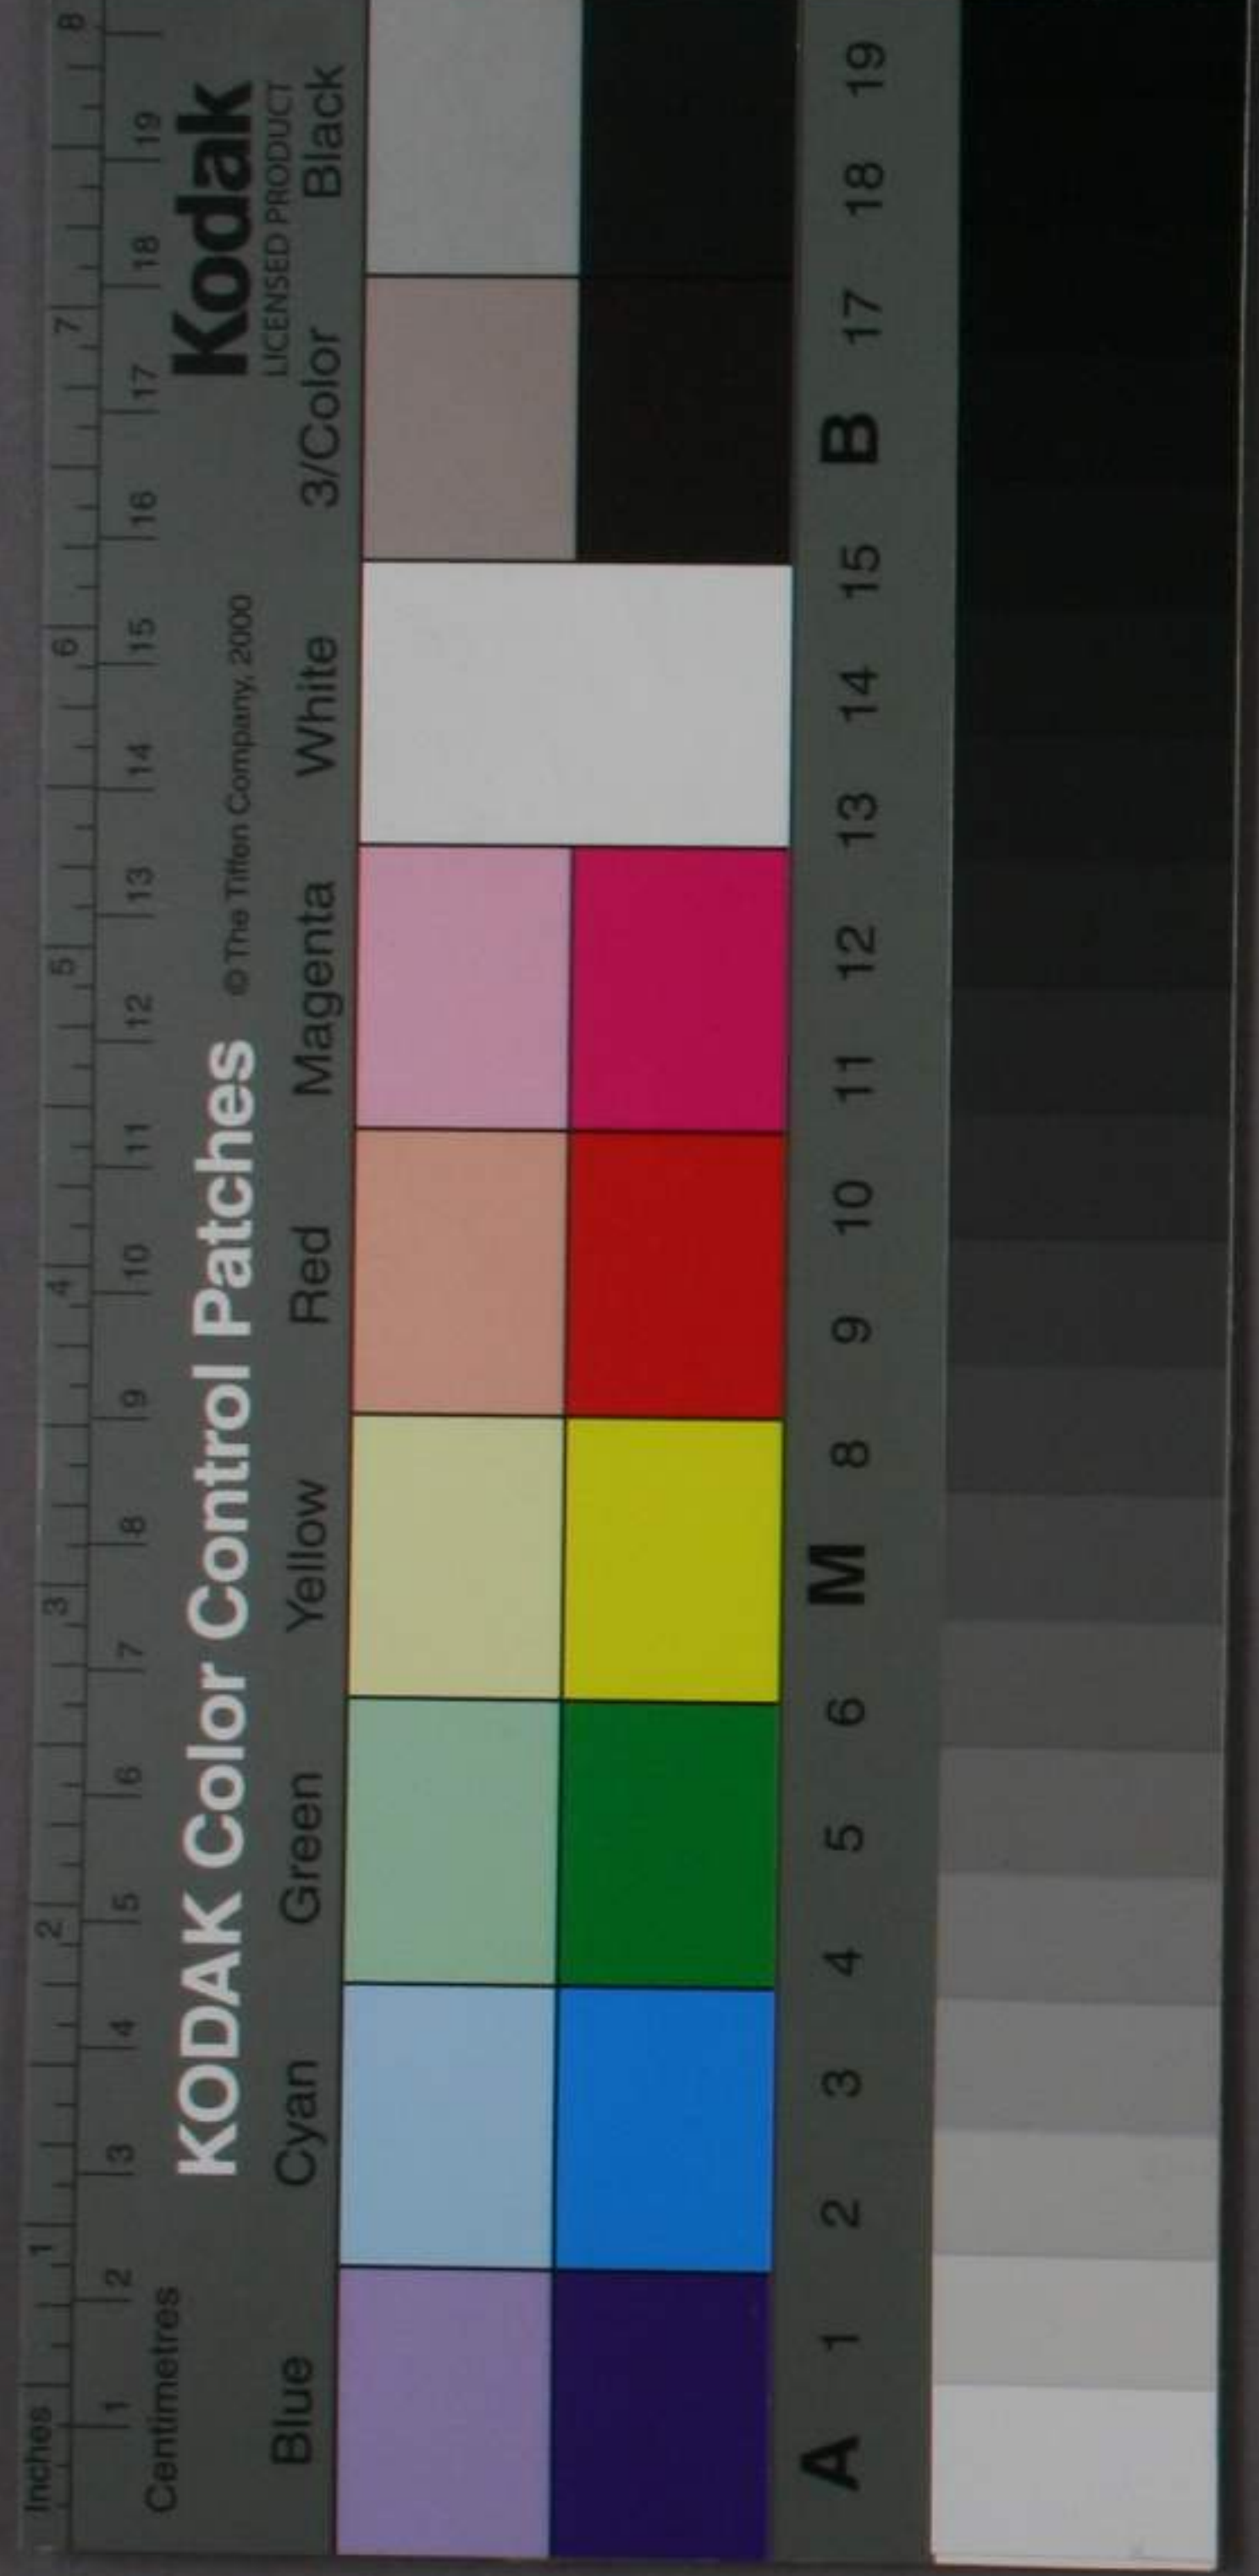 Inches 1 2 3 4 5 6 7 8
Centimetres 1 2 3 4 5 6 7 8 9 10 11 12 13 14 15 16 17 18 19
KODAK Color Control Patches © The Tiffen Company, 2000 Kodak
LICENSED PRODUCT
Blue Cyan Green Yellow Red Magenta White 3/Color Black
A 1 2 3 4 5 6 M 8 9 10 11 12 13 14 15 B 17 18 19